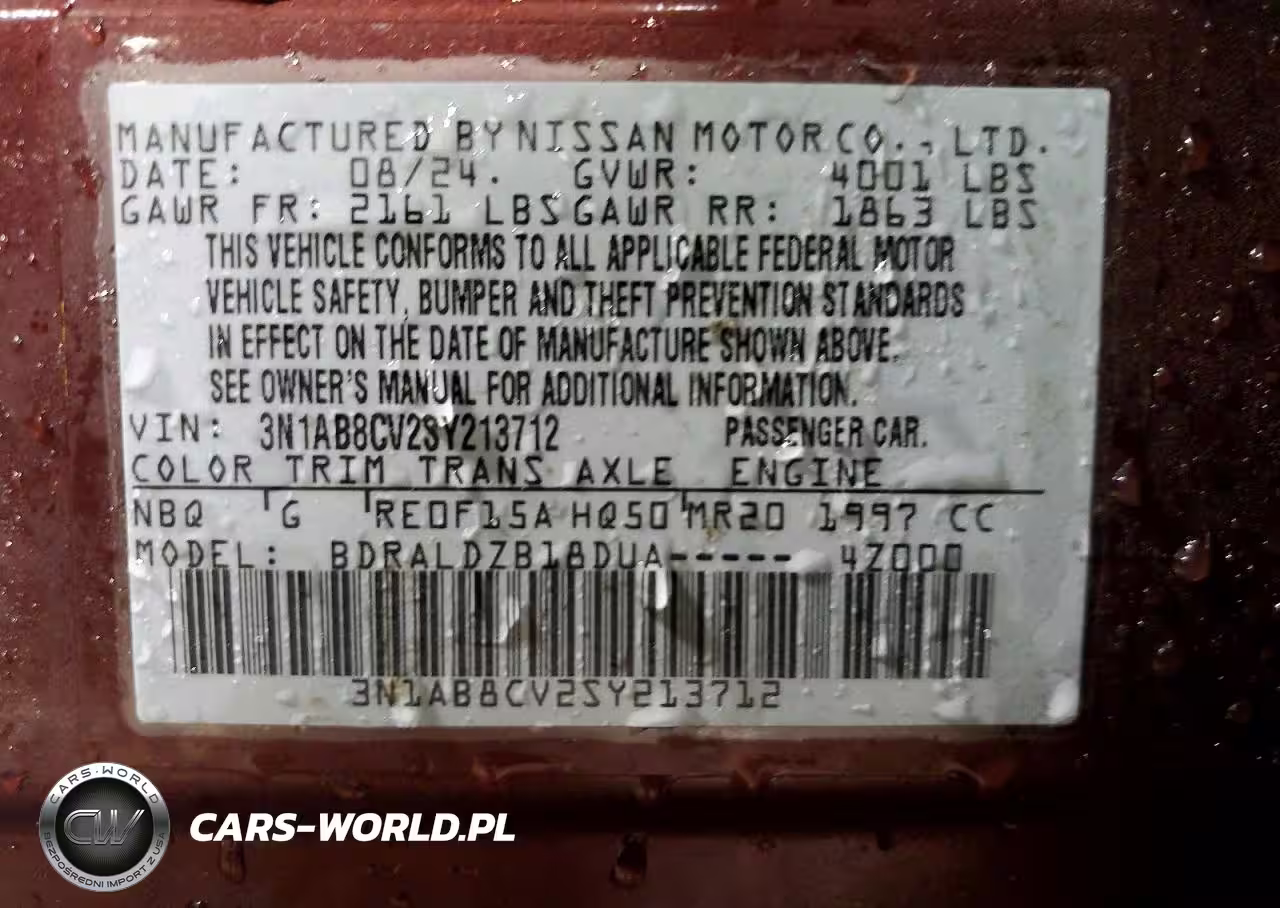 MANUFACTURED BY NISSAN MOTOR CO., LTD.
DATE: 08/24. GVWR: 4001 LBS
GAWR FR: 2161 LBS GAWR RR: 1863 LBS
THIS VEHICLE CONFORMS TO ALL APPLICABLE FEDERAL MOTOR
VEHICLE SAFETY, BUMPER AND THEFT PREVENTION STANDARDS
IN EFFECT ON THE DATE OF MANUFACTURE SHOWN ABOVE.
SEE OWNER'S MANUAL FOR ADDITIONAL INFORMATION.
VIN: 3N1AB8CV2SY213712 PASSENGER CAR.
COLOR TRIM TRANS AXLE ENGINE
NBQ G RE0F15A HQ50 MR20 1997 CC
MODEL: BDRALDZB18DUA----- 4Z000
3N1AB8CV2SY213712
CARS-WORLD
CW
BEZPOŚREDNI IMPORT Z USA
CARS-WORLD.PL